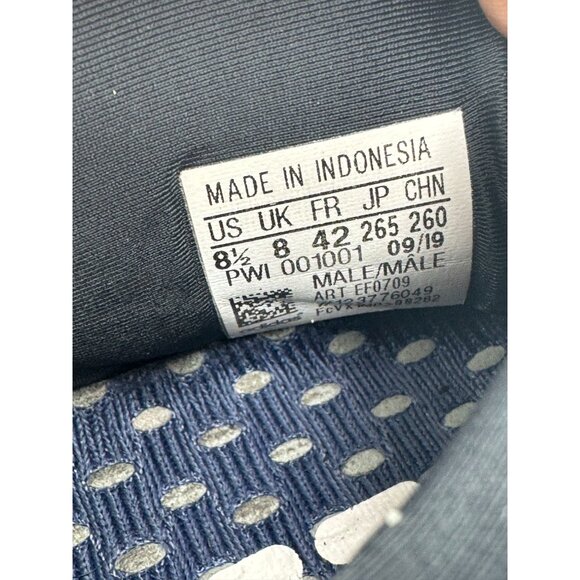 MADE IN INDONESIA
US UK FR JP CHN
8½ 8 42 265 260
PWI 001001 09/19
MALE/MÂLE
ART EF0709
adidas